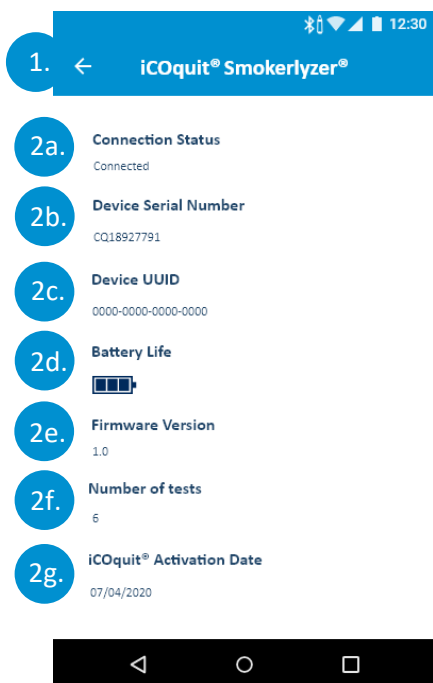 12:30
1.
iCOquit® Smokerlyzer®
2a.
Connection Status
Connected
2b.
Device Serial Number
CQ18927791
2c.
Device UUID
0000-0000-0000-0000
2d.
Battery Life
2e.
Firmware Version
1.0
2f.
Number of tests
6
2g.
iCOquit® Activation Date
07/04/2020